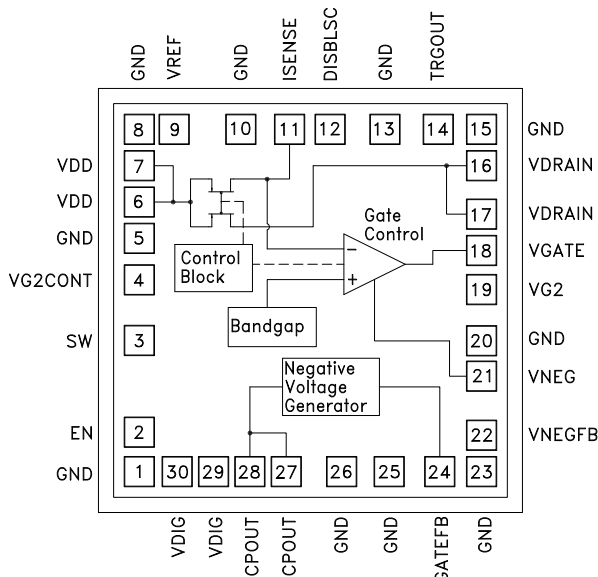 GND
VREF
GND
ISENSE
DISBLSC
GND
TRGOUT
8
9
10
11
12
13
14
15
GND
VDD
7
16
VDRAIN
VDD
6
17
VDRAIN
Gate
Control
GND
5
18
VGATE
Control
Block
VG2CONT
4
−
+
19
VG2
Bandgap
SW
3
20
GND
Negative
Voltage
Generator
21
VNEG
EN
2
22
VNEGFB
GND
1
30
29
28
27
26
25
24
23
VDIG
VDIG
CPOUT
CPOUT
GND
GND
GATEFB
GND